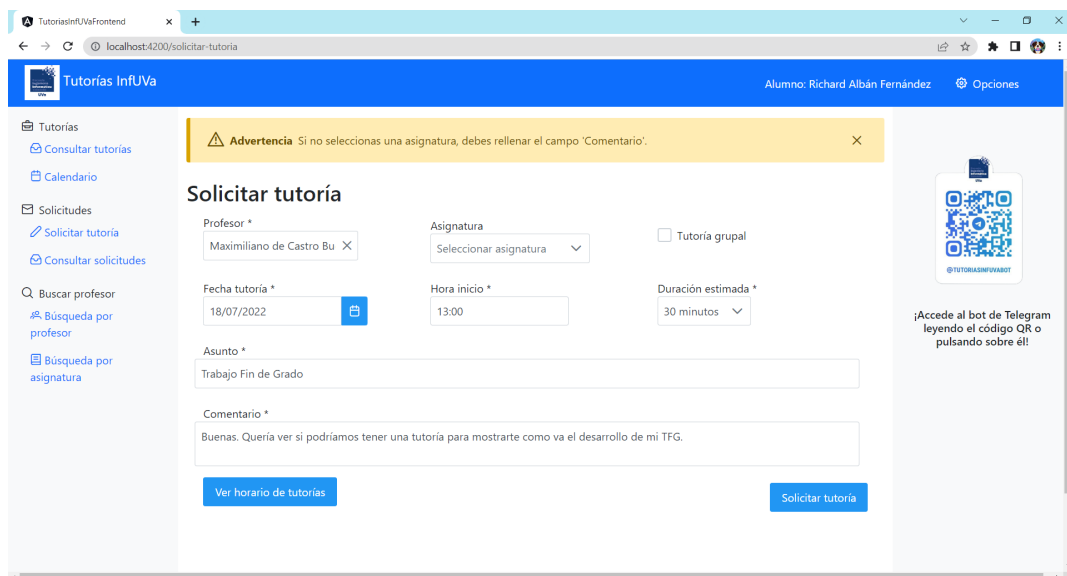 TutoriasInfUVaFrontend
localhost:4200/solicitar-tutoria
Tutorías InfUVa
Alumno: Richard Albán Fernández
Opciones
Tutorías
Consultar tutorías
Calendario
Solicitudes
Solicitar tutoría
Consultar solicitudes
Buscar profesor
Búsqueda por
profesor
Búsqueda por
asignatura
Advertencia Si no seleccionas una asignatura, debes rellenar el campo 'Comentario'.
Solicitar tutoría
Profesor *
Asignatura
Maximiliano de Castro Bu
Seleccionar asignatura
Tutoría grupal
Fecha tutoría *
Hora inicio *
Duración estimada *
18/07/2022
13:00
30 minutos
Asunto *
Trabajo Fin de Grado
Comentario *
Buenas. Quería ver si podríamos tener una tutoría para mostrarte como va el desarrollo de mi TFG.
Ver horario de tutorías
Solicitar tutoría
@TUTORIASINFUVABOT
¡Accede al bot de Telegram
leyendo el código QR o
pulsando sobre él!